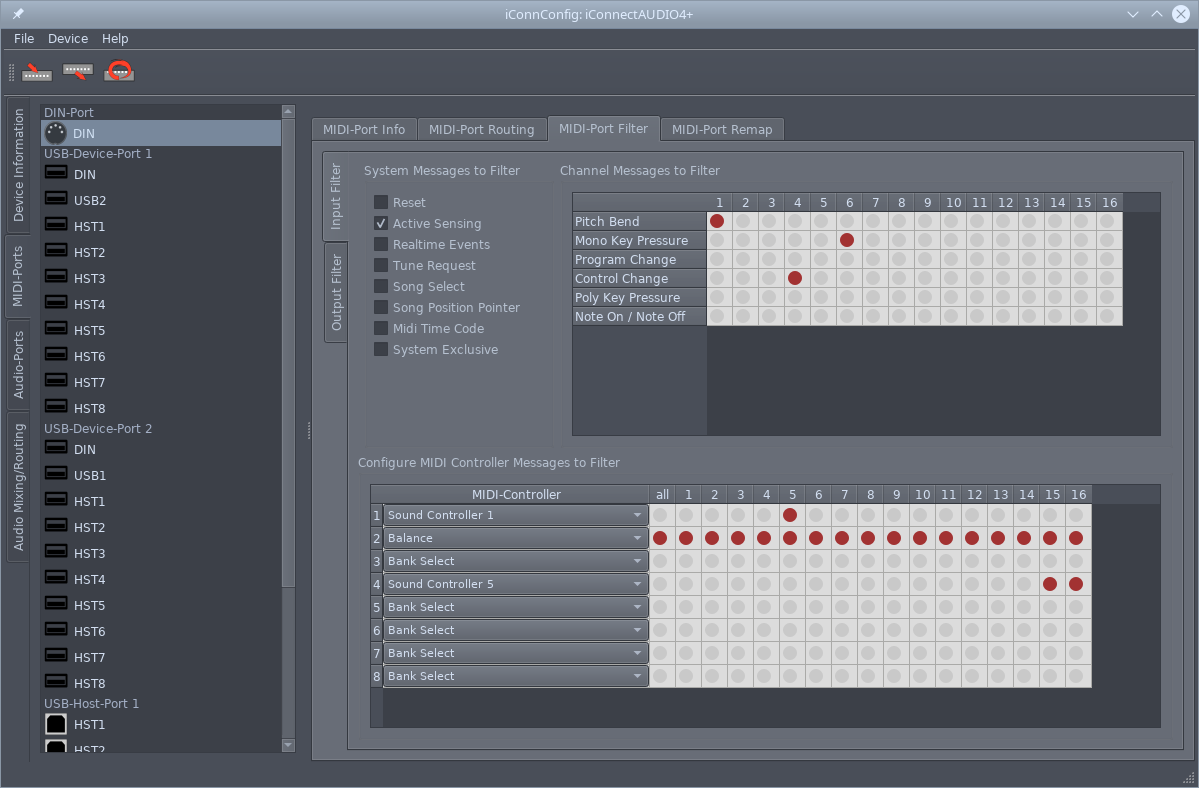 iConnConfig: iConnectAUDIO4+
File Device Help
Device Information
MIDI-Ports
Audio-Ports
Audio Mixing/Routing
DIN-Port
DIN
USB-Device-Port 1
DIN
USB2
HST1
HST2
HST3
HST4
HST5
HST6
HST7
HST8
USB-Device-Port 2
DIN
USB1
HST1
HST2
HST3
HST4
HST5
HST6
HST7
HST8
USB-Host-Port 1
HST1
HST2
MIDI-Port Info MIDI-Port Routing MIDI-Port Filter MIDI-Port Remap
Input Filter
Output Filter
System Messages to Filter
Reset
Active Sensing
Realtime Events
Tune Request
Song Select
Song Position Pointer
Midi Time Code
System Exclusive
Channel Messages to Filter
1 2 3 4 5 6 7 8 9 10 11 12 13 14 15 16
Pitch Bend
Mono Key Pressure
Program Change
Control Change
Poly Key Pressure
Note On / Note Off
Configure MIDI Controller Messages to Filter
MIDI-Controller all 1 2 3 4 5 6 7 8 9 10 11 12 13 14 15 16
1 Sound Controller 1
2 Balance
3 Bank Select
4 Sound Controller 5
5 Bank Select
6 Bank Select
7 Bank Select
8 Bank Select